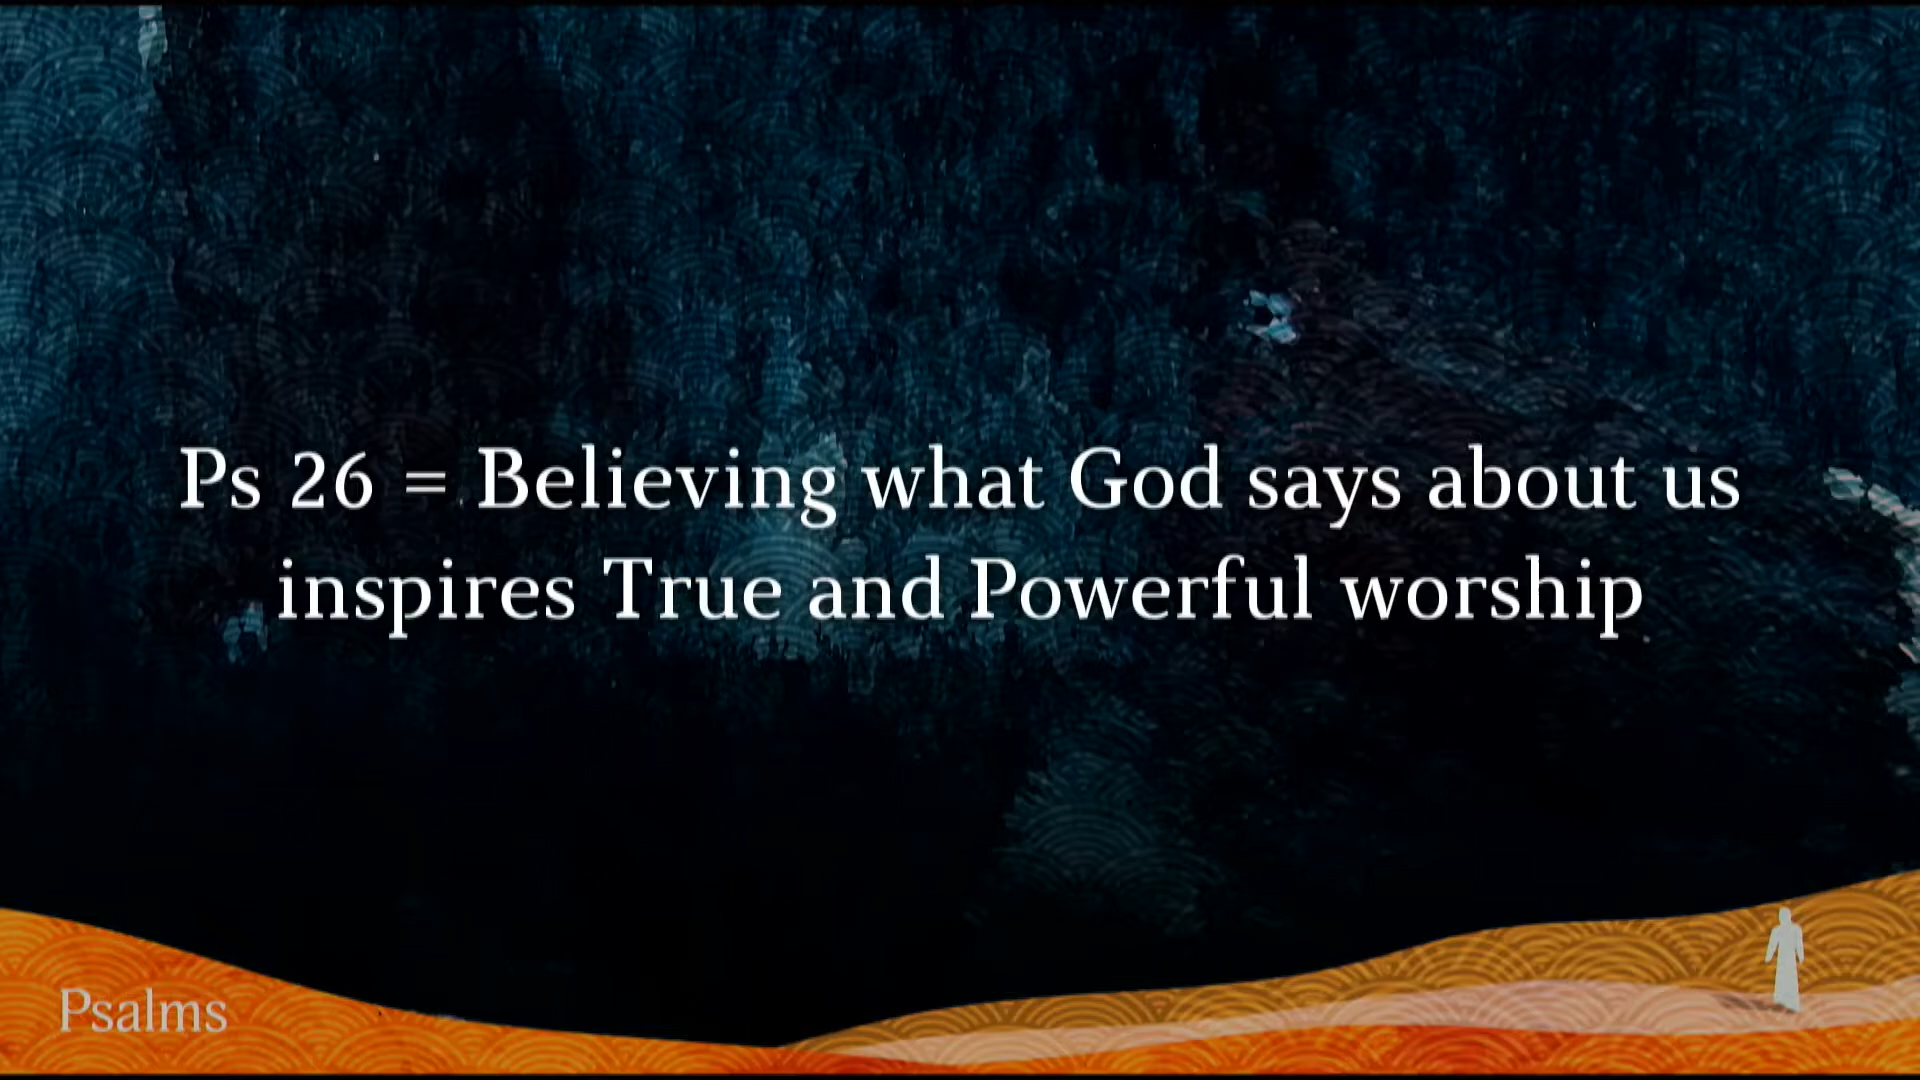 Ps 26 = Believing what God says about us
inspires True and Powerful worship
Psalms